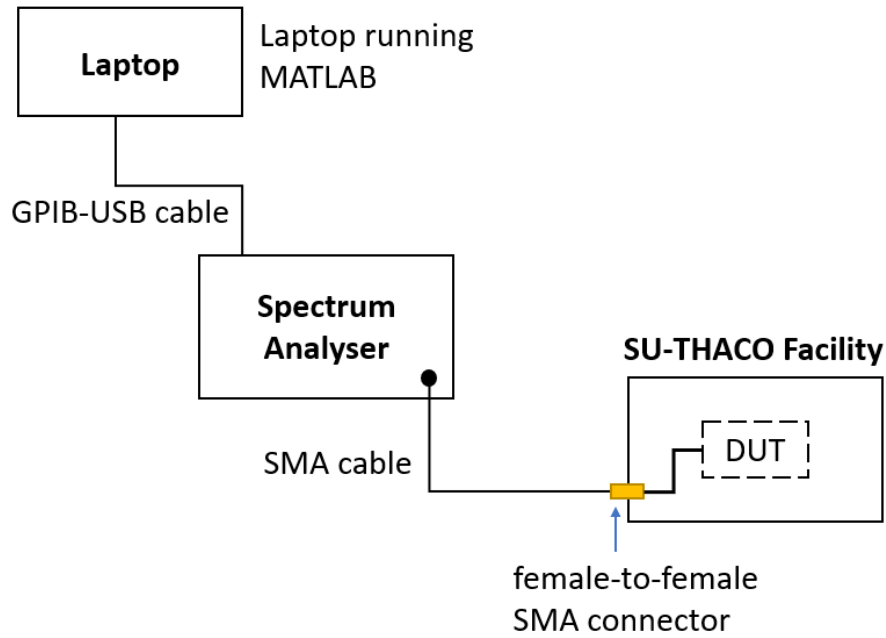 Laptop
Laptop running
MATLAB
GPIB-USB cable
Spectrum
Analyser
SU-THACO Facility
DUT
SMA cable
female-to-female
SMA connector